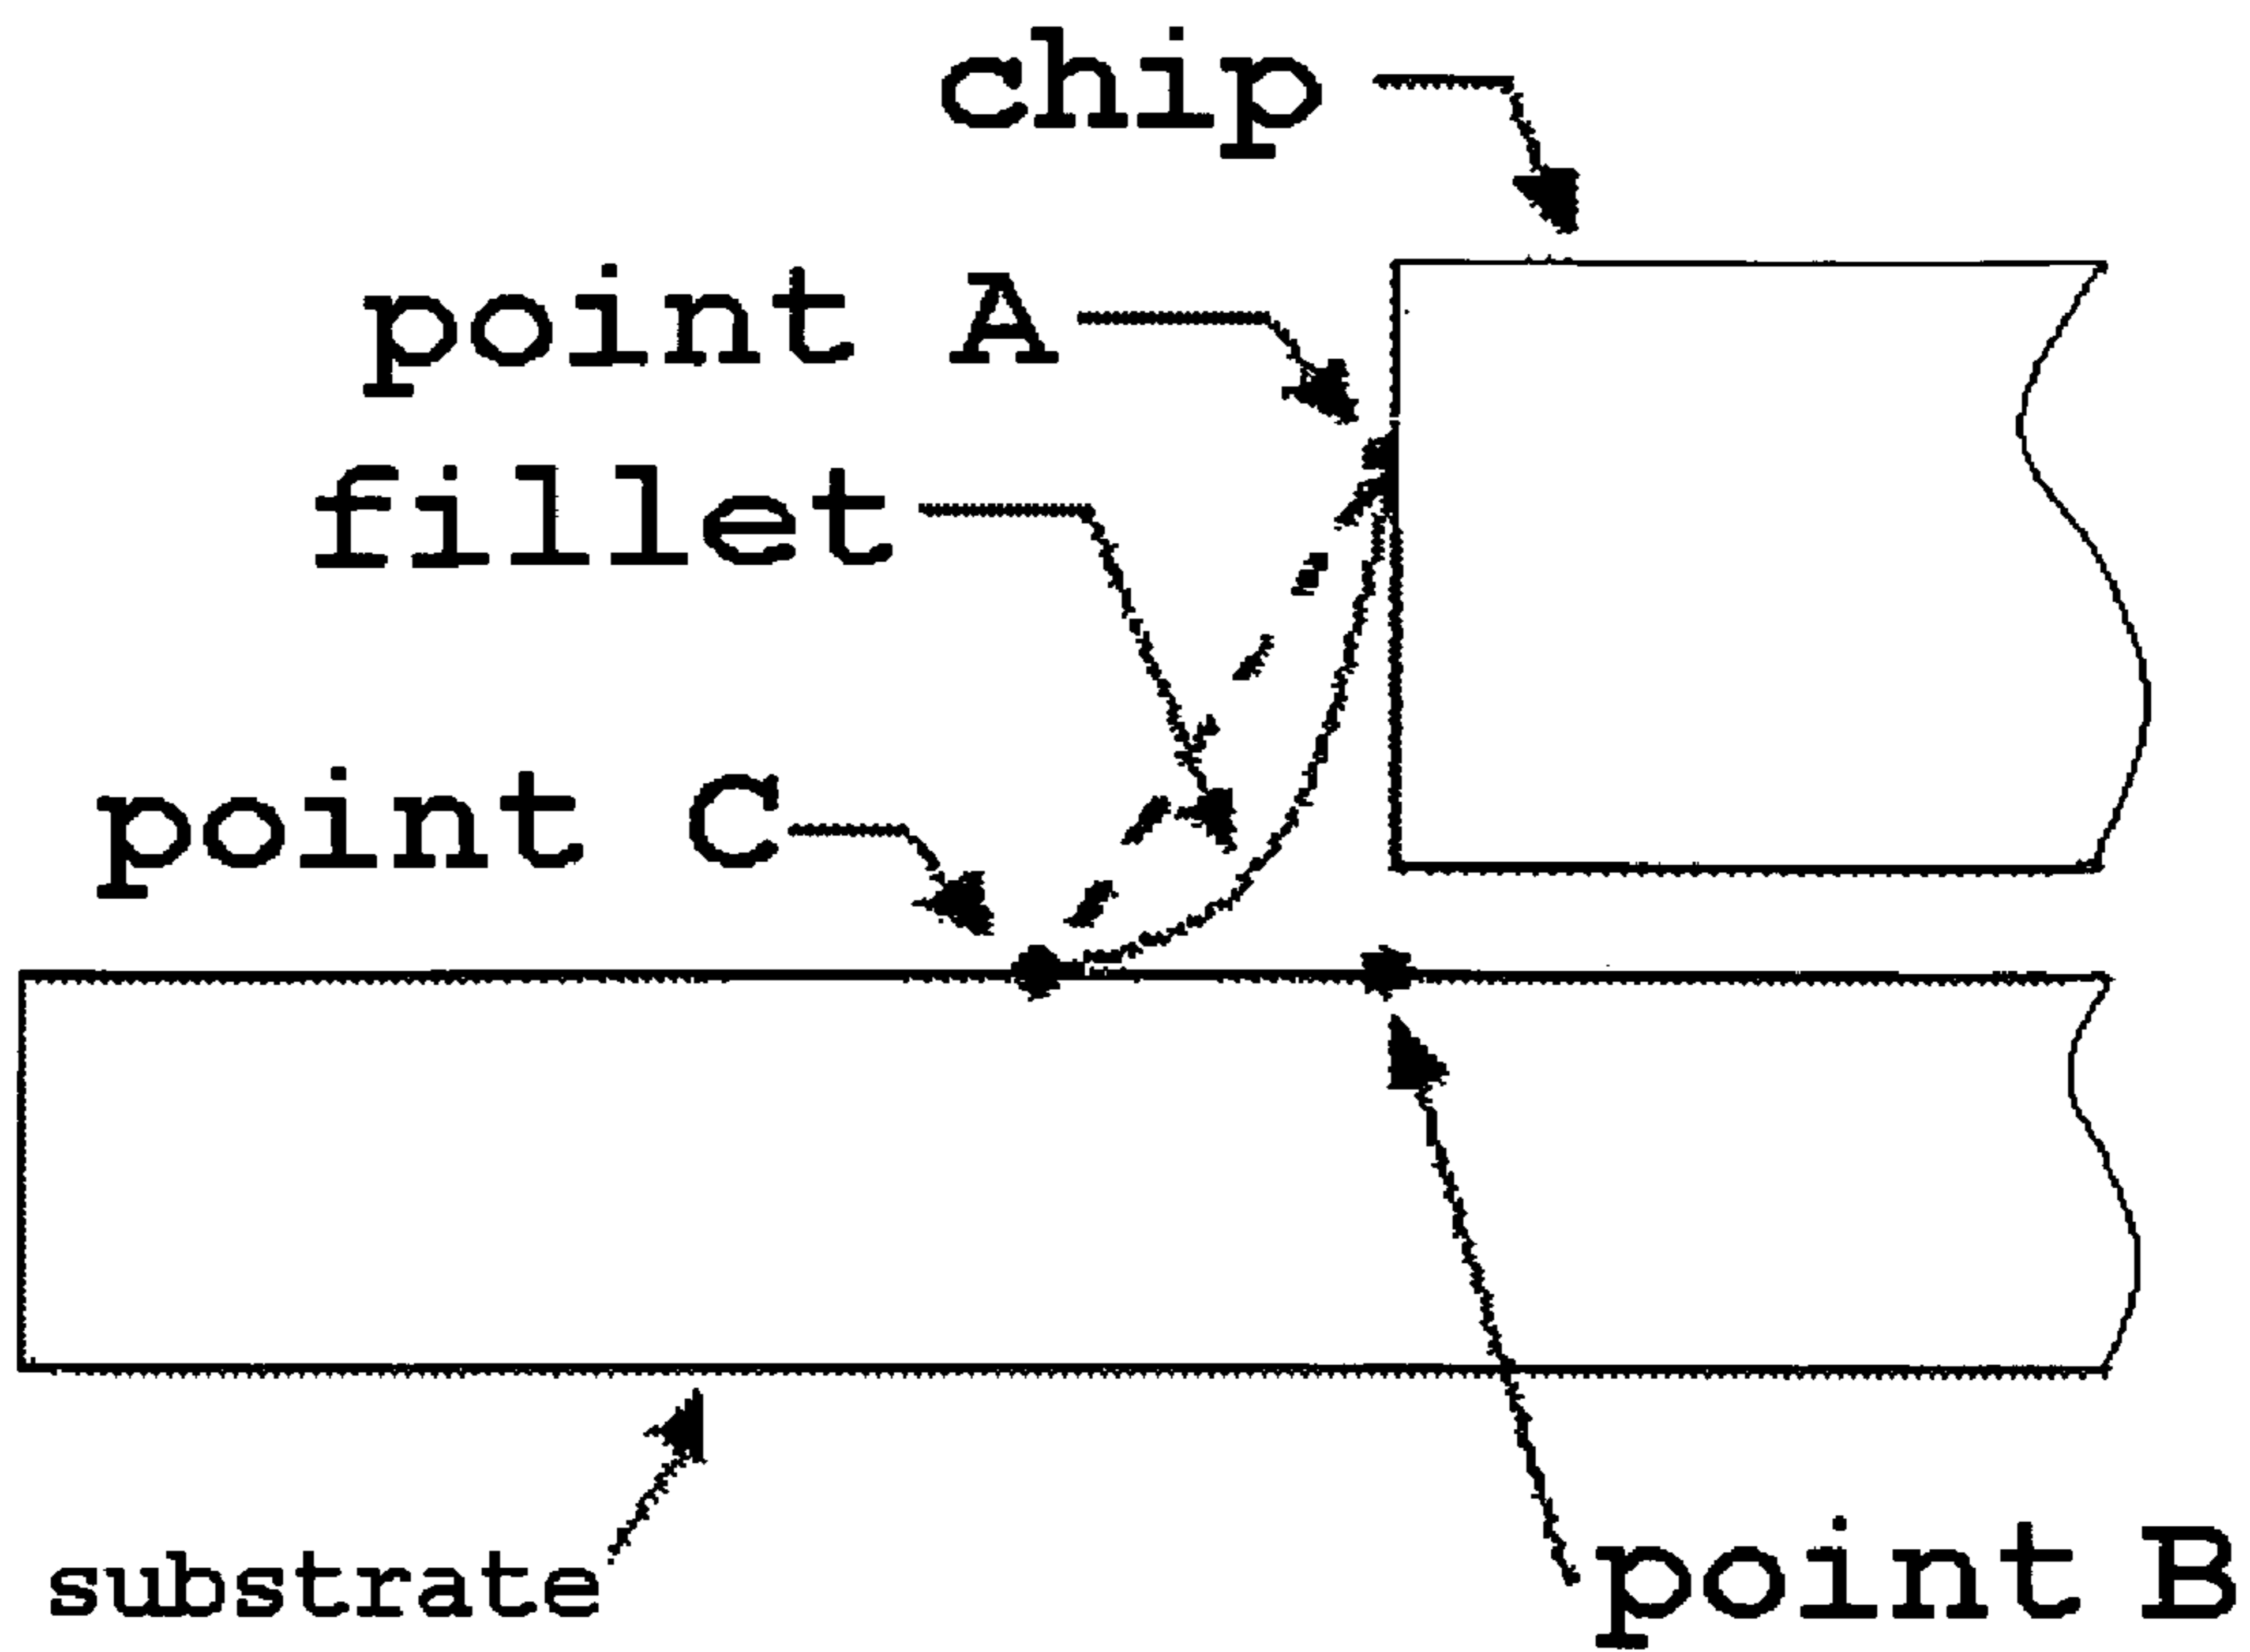 chip
point A
fillet
point C
substrate
point B